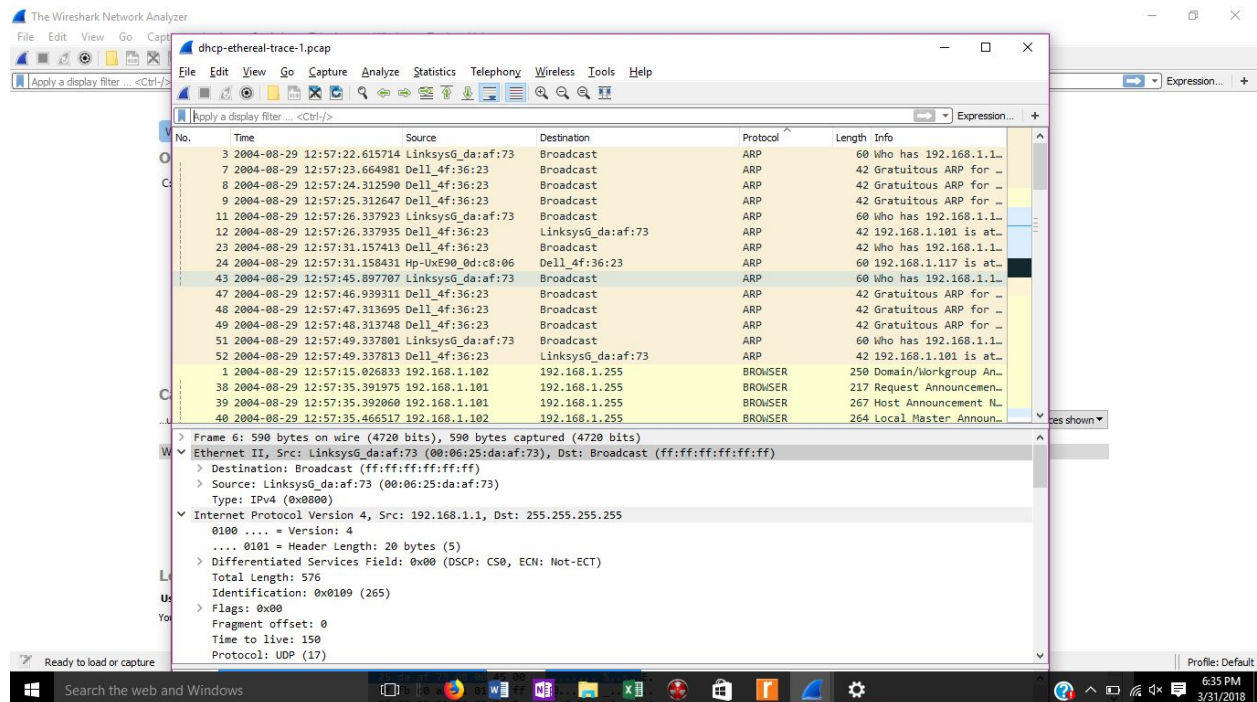 The Wireshark Network Analyzer
File Edit View Go Capt
Apply a display filter ... <Ctrl-/>
Expression... +
dhcp-ethereal-trace-1.pcap
File Edit View Go Capture Analyze Statistics Telephony Wireless Tools Help
Apply a display filter ... <Ctrl-/> Expression... +
No. Time Source Destination Protocol Length Info
3 2004-08-29 12:57:22.615714 LinksysG_da:af:73 Broadcast ARP 60 Who has 192.168.1.1…
7 2004-08-29 12:57:23.664981 Dell_4f:36:23 Broadcast ARP 42 Gratuitous ARP for …
8 2004-08-29 12:57:24.312590 Dell_4f:36:23 Broadcast ARP 42 Gratuitous ARP for …
9 2004-08-29 12:57:25.312647 Dell_4f:36:23 Broadcast ARP 42 Gratuitous ARP for …
11 2004-08-29 12:57:26.337923 LinksysG_da:af:73 Broadcast ARP 60 Who has 192.168.1.1…
12 2004-08-29 12:57:26.337935 Dell_4f:36:23 LinksysG_da:af:73 ARP 42 192.168.1.101 is at…
23 2004-08-29 12:57:31.157413 Dell_4f:36:23 Broadcast ARP 42 Who has 192.168.1.1…
24 2004-08-29 12:57:31.158431 Hp-UxE90_0d:c8:06 Dell_4f:36:23 ARP 60 192.168.1.117 is at…
43 2004-08-29 12:57:45.897707 LinksysG_da:af:73 Broadcast ARP 60 Who has 192.168.1.1…
47 2004-08-29 12:57:46.939311 Dell_4f:36:23 Broadcast ARP 42 Gratuitous ARP for …
48 2004-08-29 12:57:47.313695 Dell_4f:36:23 Broadcast ARP 42 Gratuitous ARP for …
49 2004-08-29 12:57:48.313748 Dell_4f:36:23 Broadcast ARP 42 Gratuitous ARP for …
51 2004-08-29 12:57:49.337801 LinksysG_da:af:73 Broadcast ARP 60 Who has 192.168.1.1…
52 2004-08-29 12:57:49.337813 Dell_4f:36:23 LinksysG_da:af:73 ARP 42 192.168.1.101 is at…
1 2004-08-29 12:57:15.026833 192.168.1.102 192.168.1.255 BROWSER 250 Domain/Workgroup An…
38 2004-08-29 12:57:35.391975 192.168.1.101 192.168.1.255 BROWSER 217 Request Announcemen…
39 2004-08-29 12:57:35.392060 192.168.1.101 192.168.1.255 BROWSER 267 Host Announcement N…
40 2004-08-29 12:57:35.466517 192.168.1.102 192.168.1.255 BROWSER 264 Local Master Announ…
ces shown
Frame 6: 590 bytes on wire (4720 bits), 590 bytes captured (4720 bits)
Ethernet II, Src: LinksysG_da:af:73 (00:06:25:da:af:73), Dst: Broadcast (ff:ff:ff:ff:ff:ff)
Destination: Broadcast (ff:ff:ff:ff:ff:ff)
Source: LinksysG_da:af:73 (00:06:25:da:af:73)
Type: IPv4 (0x0800)
Internet Protocol Version 4, Src: 192.168.1.1, Dst: 255.255.255.255
0100 .... = Version: 4
.... 0101 = Header Length: 20 bytes (5)
Differentiated Services Field: 0x00 (DSCP: CS0, ECN: Not-ECT)
Total Length: 576
Identification: 0x0109 (265)
Flags: 0x00
Fragment offset: 0
Time to live: 150
Protocol: UDP (17)
Ready to load or capture
Profile: Default
Search the web and Windows
6:35 PM
3/31/2018